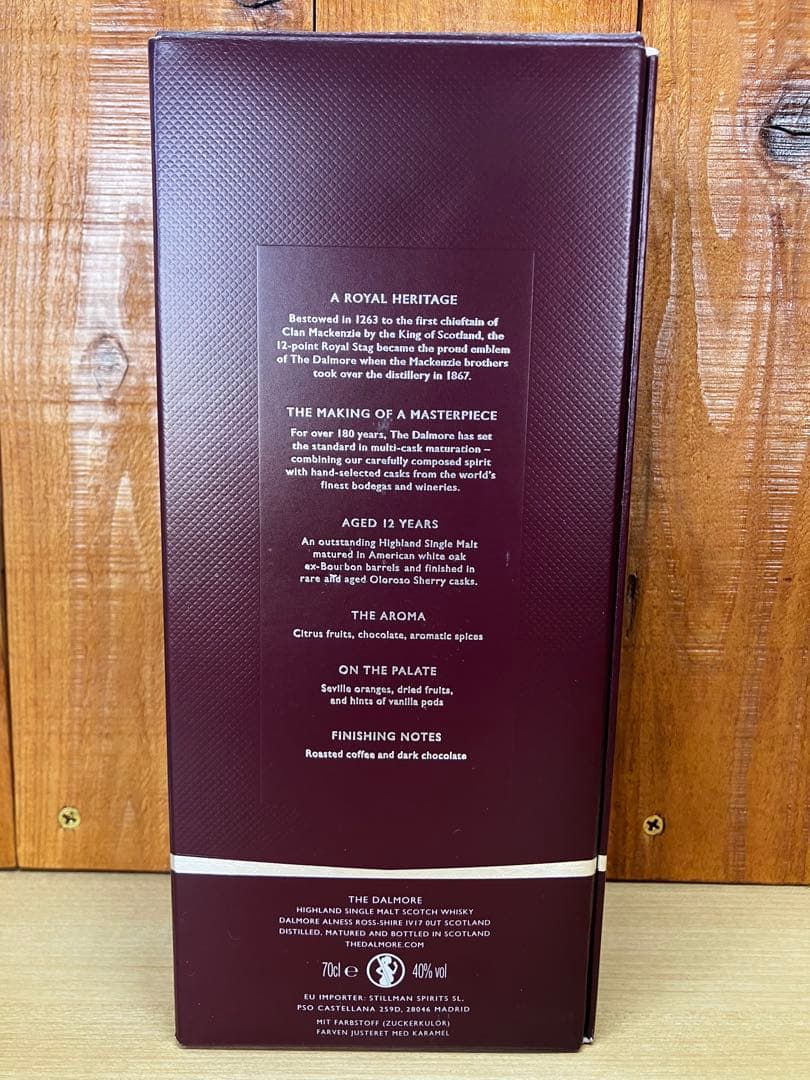 A ROYAL HERITAGE
Bestowed in 1263 to the first chieftain of
Clan Mackenzie by the King of Scotland, the
12-point Royal Stag became the proud emblem
of The Dalmore when the Mackenzie brothers
took over the distillery in 1867.
THE MAKING OF A MASTERPIECE
For over 180 years, The Dalmore has set
the standard in multi-cask maturation –
combining our carefully composed spirit
with hand-selected casks from the world's
finest bodegas and wineries.
AGED 12 YEARS
An outstanding Highland Single Malt
matured in American white oak
ex-Bourbon barrels and finished in
rare and aged Oloroso Sherry casks.
THE AROMA
Citrus fruits, chocolate, aromatic spices
ON THE PALATE
Seville oranges, dried fruits,
and hints of vanilla pods
FINISHING NOTES
Roasted coffee and dark chocolate
THE DALMORE
HIGHLAND SINGLE MALT SCOTCH WHISKY
DALMORE ALNESS ROSS-SHIRE IV17 0UT SCOTLAND
DISTILLED, MATURED AND BOTTLED IN SCOTLAND
THEDALMORE.COM
70cl e 40% vol
EU IMPORTER: STILLMAN SPIRITS SL.
PSO CASTELLANA 259D, 28046 MADRID
MIT FARBSTOFF (ZUCKERKULÖR)
FARVEN JUSTERET MED KARAMEL